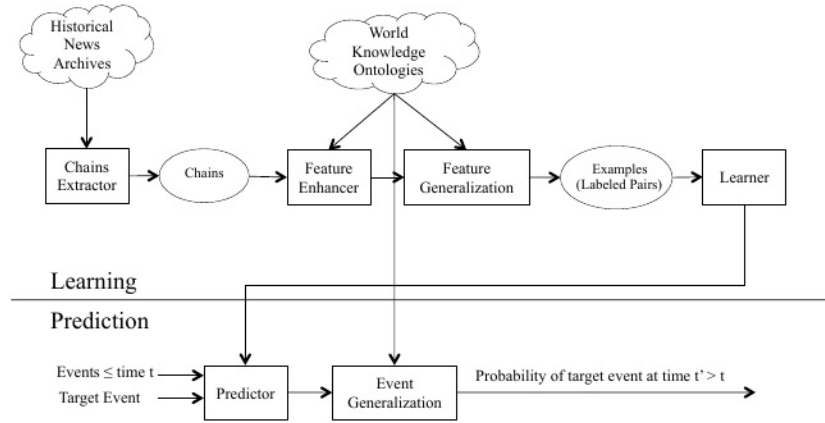 Historical
News
Archives
World
Knowledge
Ontologies
Chains
Extractor
Chains
Feature
Enhancer
Feature
Generalization
Examples
(Labeled Pairs)
Learner
Learning
Prediction
Events ≤ time t
Target Event
Predictor
Event
Generalization
Probability of target event at time t' > t